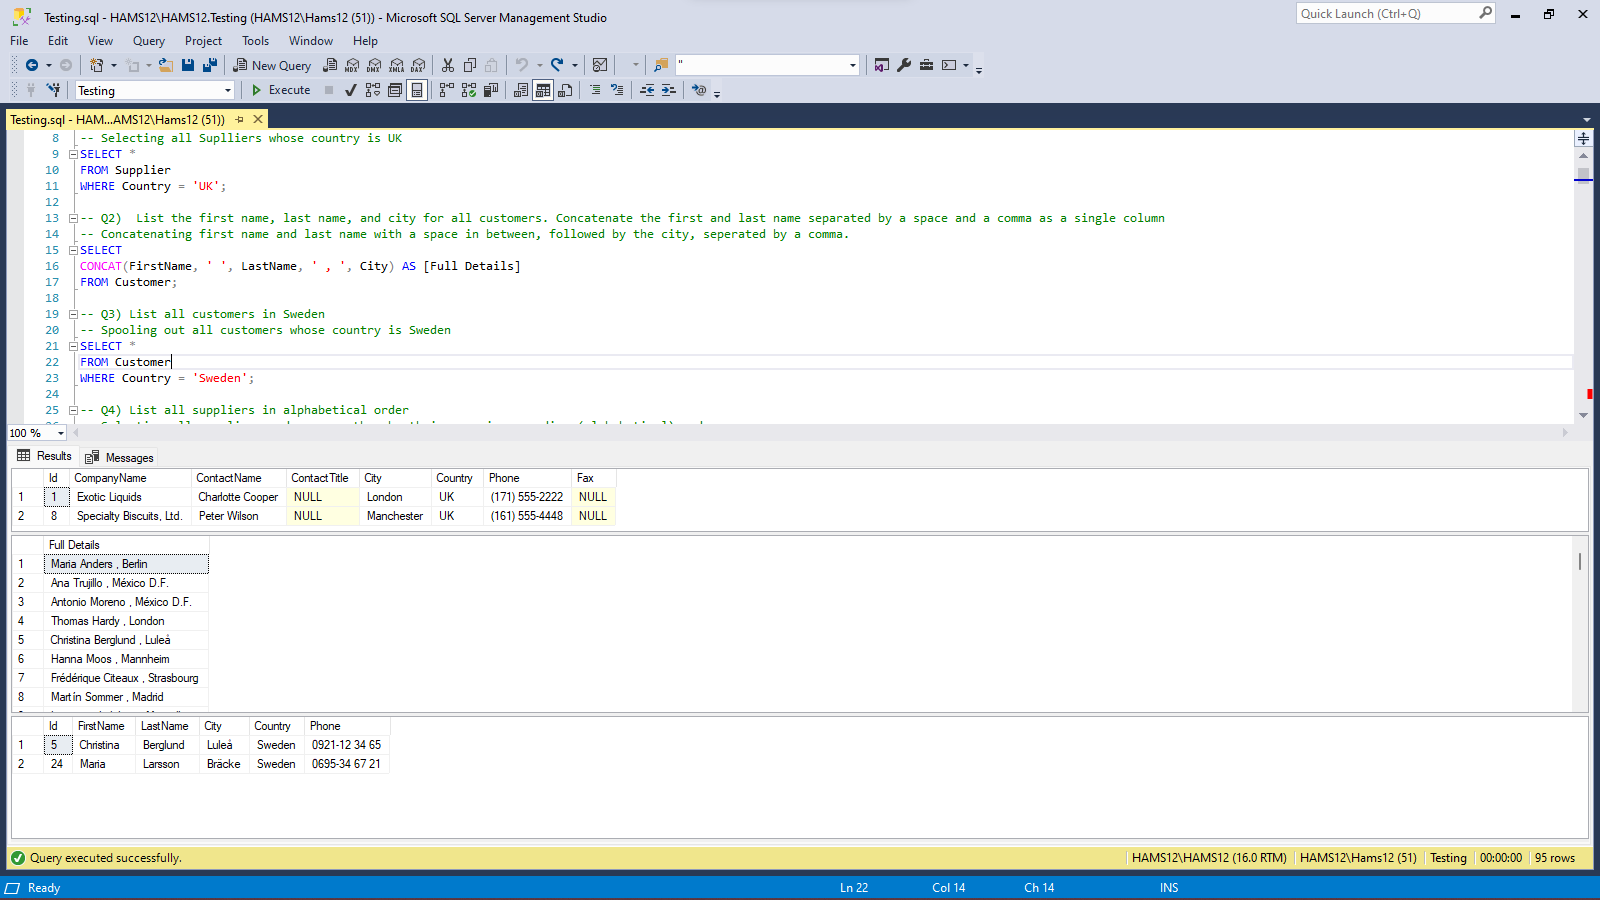 Testing.sql - HAMS12\HAMS12.Testing (HAMS12\Hams12 (51)) - Microsoft SQL Server Management Studio
Quick Launch (Ctrl+Q)
File Edit View Query Project Tools Window Help
New Query MDX DMX XMLA DAX "
Testing Execute
Testing.sql - HAM...AMS12\Hams12 (51))
8 -- Selecting all Suplliers whose country is UK
9 SELECT *
10 FROM Supplier
11 WHERE Country = 'UK';
12
13 -- Q2)  List the first name, last name, and city for all customers. Concatenate the first and last name separated by a space and a comma as a single column
14 -- Concatenating first name and last name with a space in between, followed by the city, seperated by a comma.
15 SELECT
16 CONCAT(FirstName, ' ', LastName, ' , ', City) AS [Full Details]
17 FROM Customer;
18
19 -- Q3) List all customers in Sweden
20 -- Spooling out all customers whose country is Sweden
21 SELECT *
22 FROM Customer
23 WHERE Country = 'Sweden';
24
25 -- Q4) List all suppliers in alphabetical order
100 %
Results Messages
Id CompanyName ContactName ContactTitle City Country Phone Fax
1 1 Exotic Liquids Charlotte Cooper NULL London UK (171) 555-2222 NULL
2 8 Specialty Biscuits, Ltd. Peter Wilson NULL Manchester UK (161) 555-4448 NULL
Full Details
1 Maria Anders , Berlin
2 Ana Trujillo , México D.F.
3 Antonio Moreno , México D.F.
4 Thomas Hardy , London
5 Christina Berglund , Luleå
6 Hanna Moos , Mannheim
7 Frédérique Citeaux , Strasbourg
8 Martín Sommer , Madrid
Id FirstName LastName City Country Phone
1 5 Christina Berglund Luleå Sweden 0921-12 34 65
2 24 Maria Larsson Bräcke Sweden 0695-34 67 21
Query executed successfully. HAMS12\HAMS12 (16.0 RTM) HAMS12\Hams12 (51) Testing 00:00:00 95 rows
Ready Ln 22 Col 14 Ch 14 INS